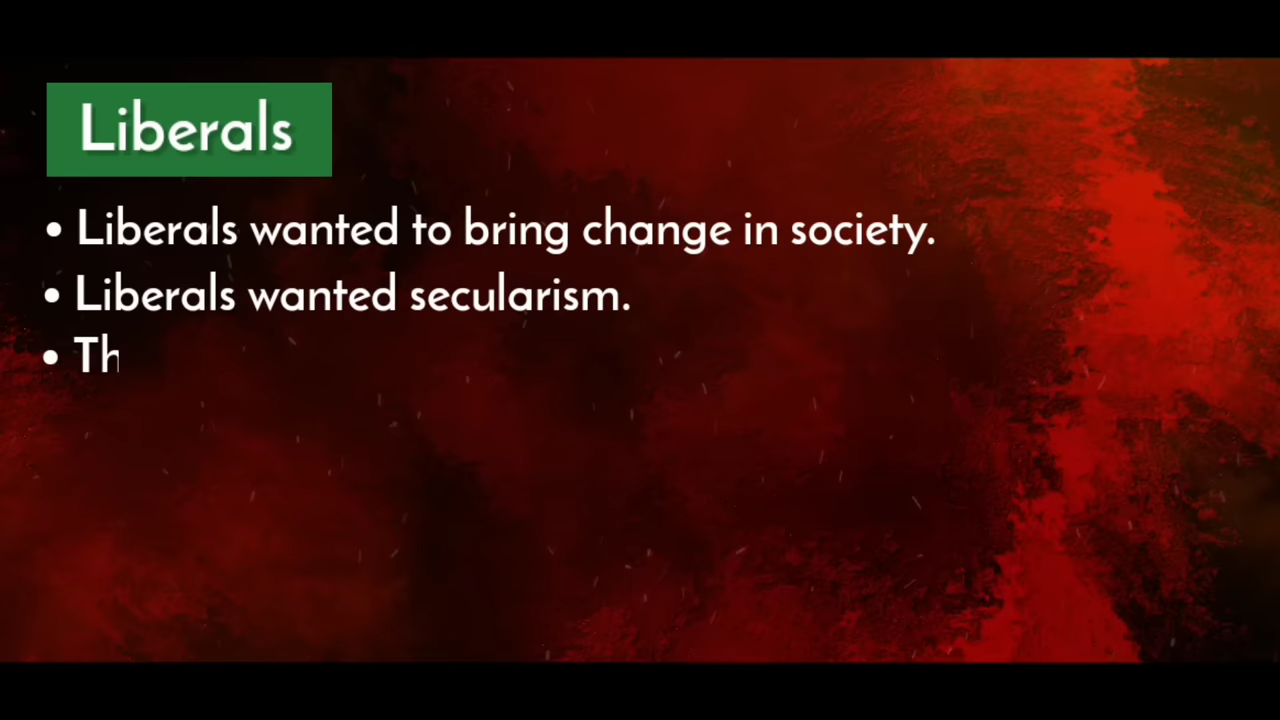 Liberals
• Liberals wanted to bring change in society.
• Liberals wanted secularism.
• Th